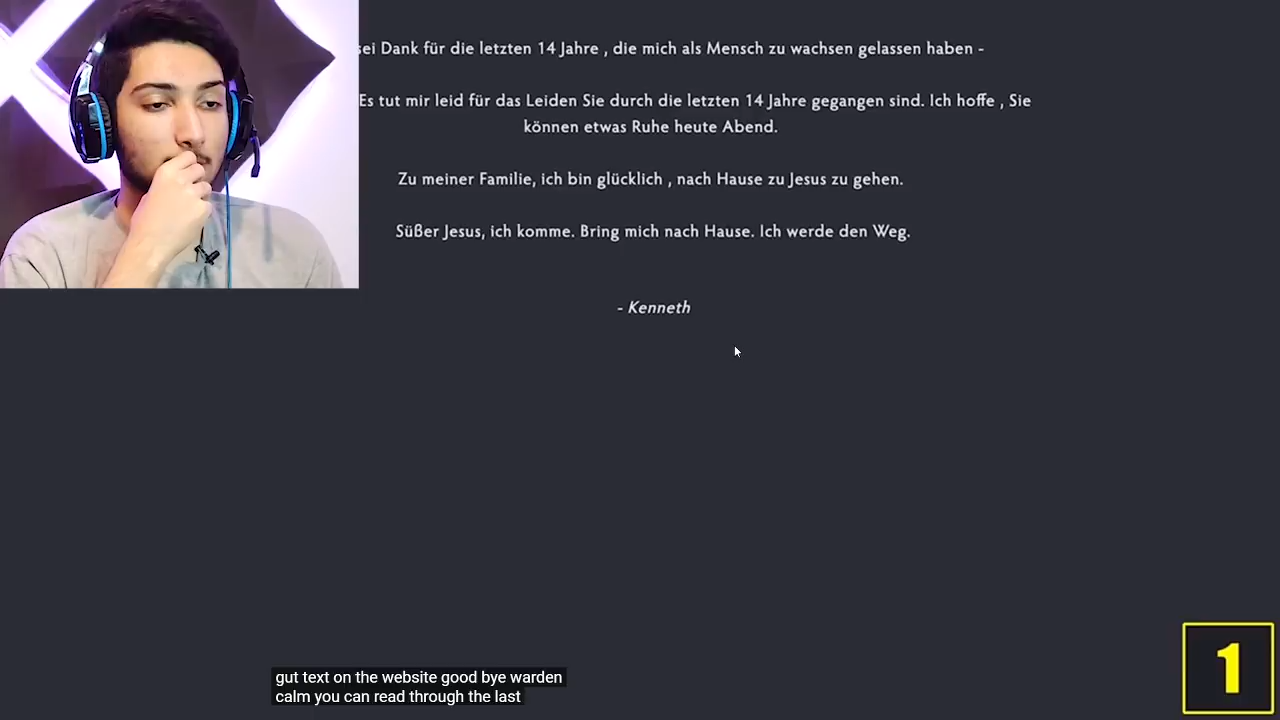 sei Dank für die letzten 14 Jahre , die mich als Mensch zu wachsen gelassen haben -
Es tut mir leid für das Leiden Sie durch die letzten 14 Jahre gegangen sind. Ich hoffe , Sie
können etwas Ruhe heute Abend.
Zu meiner Familie, ich bin glücklich , nach Hause zu Jesus zu gehen.
Süßer Jesus, ich komme. Bring mich nach Hause. Ich werde den Weg.
- Kenneth
gut text on the website good bye warden
calm you can read through the last
1